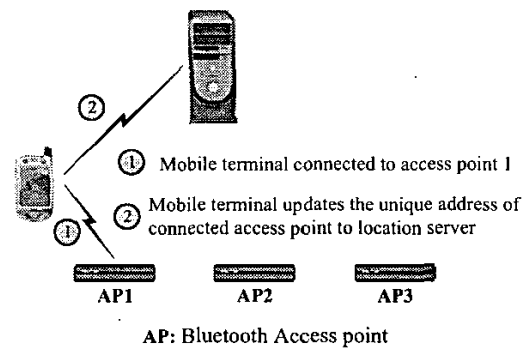 2
1 Mobile terminal connected to access point 1
2 Mobile terminal updates the unique address of
connected access point to location server
1
AP1 AP2 AP3
AP: Bluetooth Access point